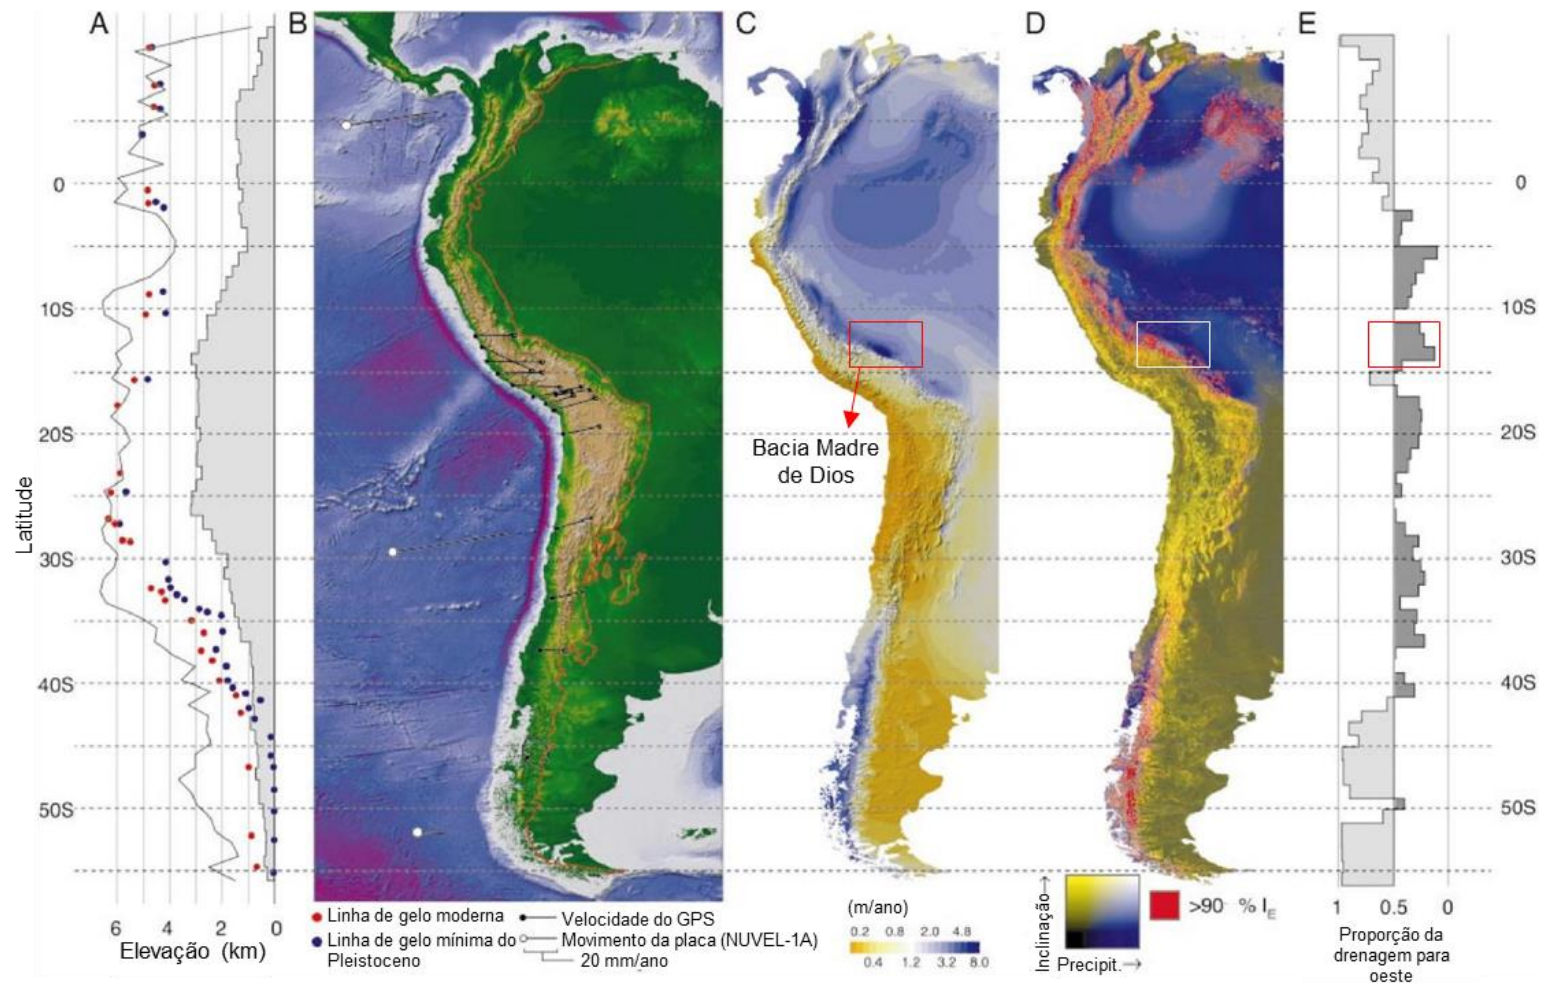 A
B
C
D
E
0
10S
20S
30S
40S
50S
Latitude
6
4
2
0
Elevação (km)
Linha de gelo moderna
Linha de gelo mínima do
Pleistoceno
Velocidade do GPS
Movimento da placa (NUVEL-1A)
20 mm/ano
Bacia Madre
de Dios
(m/ano)
0.2 0.8 2.0 4.8
0.4 1.2 3.2 8.0
Inclinação→
Precipit.→
>90 % IE
0
10S
20S
30S
40S
50S
1 0.5 0
Proporção da
drenagem para
oeste